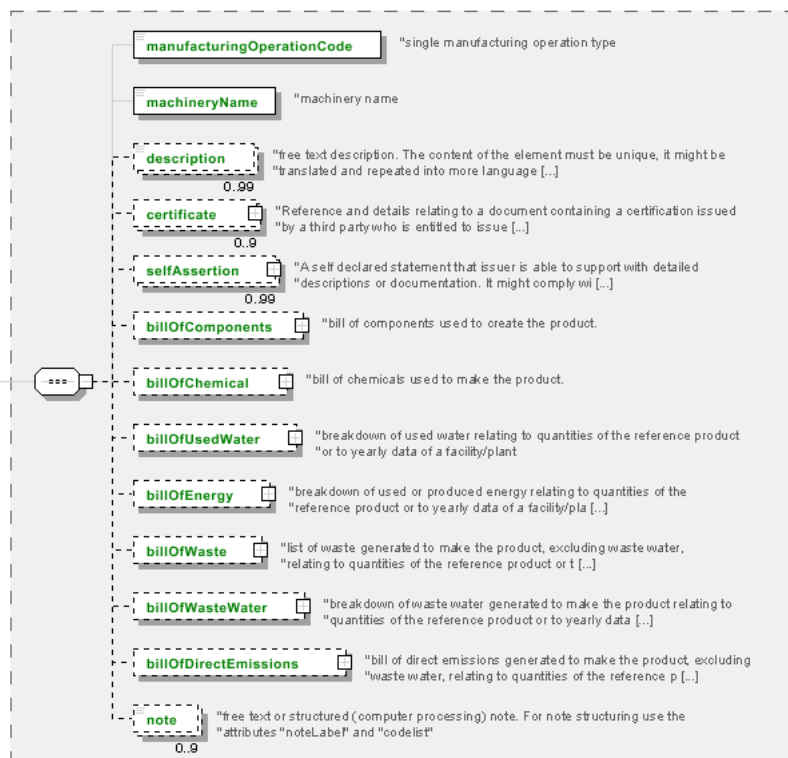 manufacturingOperationCode
"single manufacturing operation type
machineryName
"machinery name
description
"free text description. The content of the element must be unique, it might be
"translated and repeated into more language [...]
0..99
certificate
"Reference and details relating to a document containing a certification issued
by a third party who is entitled to issue [...]
0..9
selfAssertion
"A self declared statement that issuer is able to support with detailed
"descriptions or documentation. It might comply wi [...]
0..99
billOfComponents
"bill of components used to create the product.
billOfChemical
"bill of chemicals used to make the product.
billOfUsedWater
"breakdown of used water relating to quantities of the reference product
"or to yearly data of a facility/plant
billOfEnergy
"breakdown of used or produced energy relating to quantities of the
"reference product or to yearly data of a facility/pla [...]
billOfWaste
"list of waste generated to make the product, excluding waste water,
"relating to quantities of the reference product or t [...]
billOfWasteWater
"breakdown of waste water generated to make the product relating to
"quantities of the reference product or to yearly data [...]
billOfDirectEmissions
"bill of direct emissions generated to make the product, excluding
"waste water, relating to quantities of the reference p [...]
note
"free text or structured (computer processing) note. For note structuring use the
"attributes "noteLabel" and "codelist"
0..9